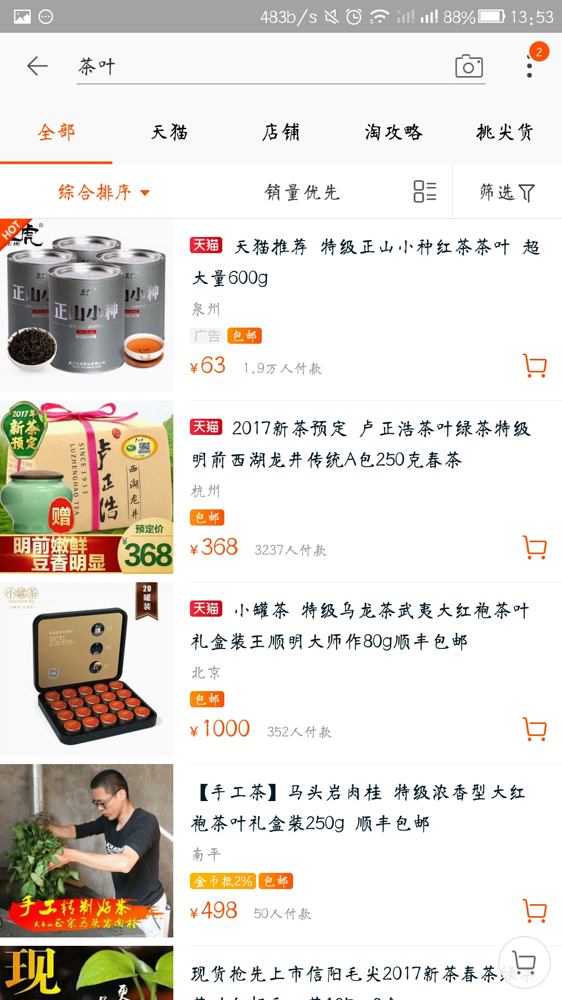 483b/s 88% 13:53
茶叶
2
全部 天猫 店铺 淘攻略 挑尖货
综合排序 销量优先 筛选
HOT
虎
正山小种
天猫 天猫推荐 特级正山小种红茶茶叶 超
大量600g
泉州
广告 包邮
¥63 1.9万人付款
2017年
新茶
预定
卢正浩
SINCE 1933
LUZHENGHAO TEA
西湖龙井
赠
明前嫩鲜
豆香明显
预定价
¥368
天猫 2017新茶预定 卢正浩茶叶绿茶特级
明前西湖龙井传统A包250克春茶
杭州
包邮
¥368 3237人付款
小罐茶
XIAO GUAN TEA
20
罐
装
天猫 小罐茶 特级乌龙茶武夷大红袍茶叶
礼盒装王顺明大师作80g顺丰包邮
北京
包邮
¥1000 352人付款
手工精制好茶
武夷山正宗马头岩肉桂
【手工茶】马头岩肉桂 特级浓香型大红
袍茶叶礼盒装250g 顺丰包邮
南平
金币抵2% 包邮
¥498 50人付款
现
更
现货抢先上市信阳毛尖2017新茶春茶绿茶